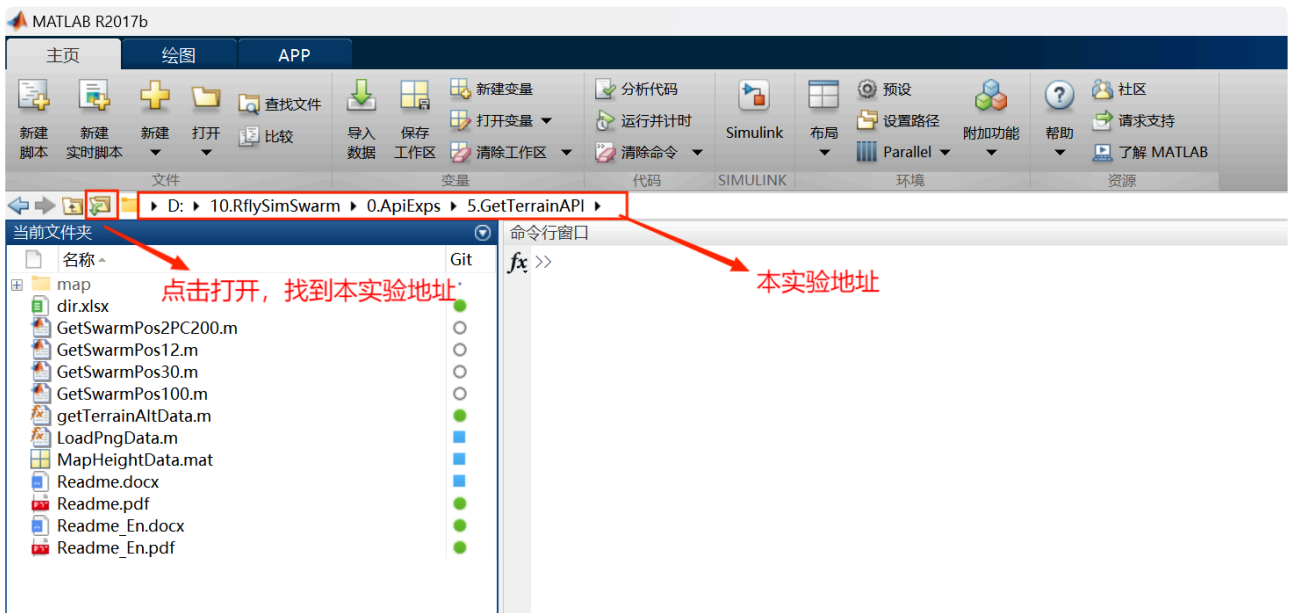 MATLAB R2017b
主页 绘图 APP
新建脚本 新建实时脚本 新建 打开 查找文件 比较 导入数据 保存工作区 新建变量 打开变量 清除工作区 分析代码 运行并计时 清除命令 Simulink 布局 预设 设置路径 Parallel 附加功能 帮助 社区 请求支持 了解 MATLAB
文件 变量 代码 SIMULINK 环境 资源
D: 10.RflySimSwarm 0.ApiExps 5.GetTerrainAPI
当前文件夹 命令行窗口
名称 Git
fx >>
map
点击打开，找到本实验地址
本实验地址
dir.xlsx
GetSwarmPos2PC200.m
GetSwarmPos12.m
GetSwarmPos30.m
GetSwarmPos100.m
getTerrainAltData.m
LoadPngData.m
MapHeightData.mat
Readme.docx
Readme.pdf
Readme_En.docx
Readme_En.pdf